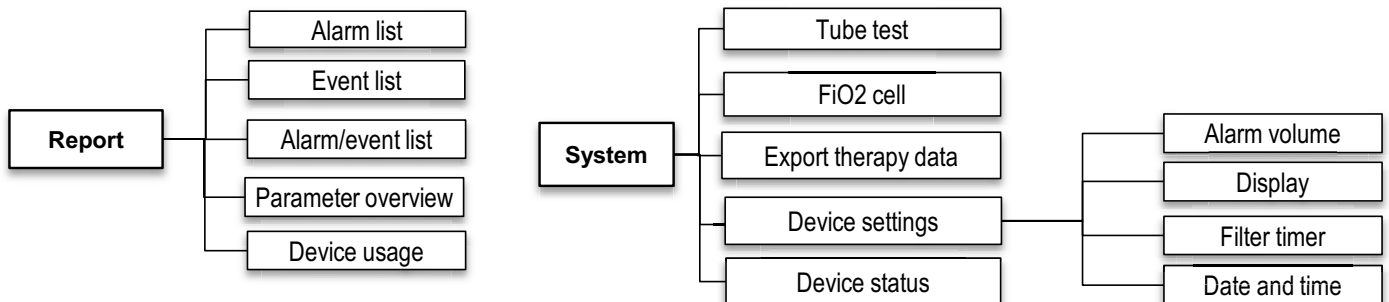 Report
Alarm list
Event list
Alarm/event list
Parameter overview
Device usage
System
Tube test
FiO2 cell
Export therapy data
Device settings
Device status
Alarm volume
Display
Filter timer
Date and time